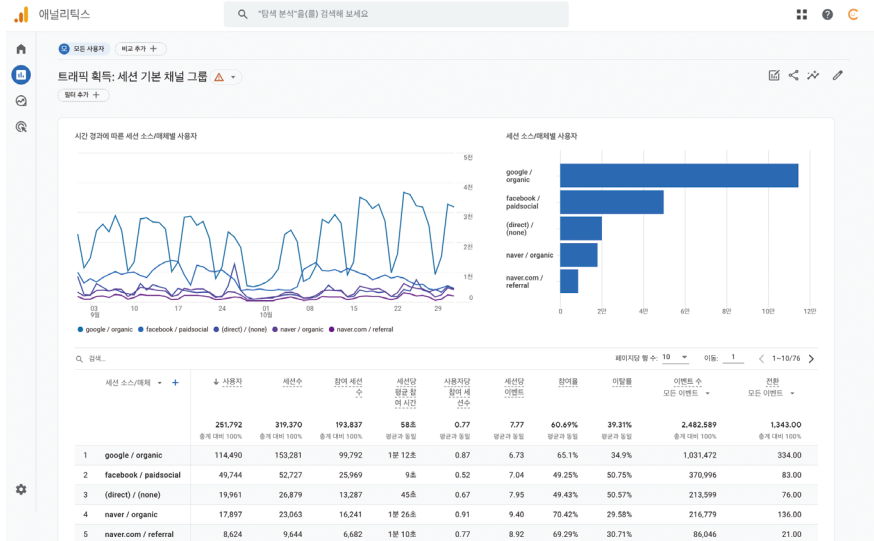 애널리틱스
"탐색 분석"을(를) 검색해 보세요
모든 사용자
비교 추가 +
트래픽 획득: 세션 기본 채널 그룹
필터 추가 +
시간 경과에 따른 세션 소스/매체별 사용자
5천
4천
3천
2천
1천
0
03 10 17 24 01 08 15 22 29
9월 10월
google / organic facebook / paidsocial (direct) / (none) naver / organic naver.com / referral
세션 소스/매체별 사용자
google / organic
facebook / paidsocial
(direct) / (none)
naver / organic
naver.com / referral
0 2만 4만 6만 8만 10만 12만
검색...
페이지당 행 수: 10 이동: 1 1~10/76
세션 소스/매체 + 사용자 세션수 참여 세션수 세션당 평균 참여 시간 사용자당 참여 세션수 세션당 이벤트 참여율 이탈률 이벤트 수 모든 이벤트 전환 모든 이벤트
251,792 319,370 193,837 58초 0.77 7.77 60.69% 39.31% 2,482,589 1,343.00
총계 대비 100% 총계 대비 100% 총계 대비 100% 평균과 동일 평균과 동일 평균과 동일 평균과 동일 평균과 동일 총계 대비 100% 총계 대비 100%
1 google / organic 114,490 153,281 99,792 1분 12초 0.87 6.73 65.1% 34.9% 1,031,472 334.00
2 facebook / paidsocial 49,744 52,727 25,969 9초 0.52 7.04 49.25% 50.75% 370,996 83.00
3 (direct) / (none) 19,961 26,879 13,287 45초 0.67 7.95 49.43% 50.57% 213,599 76.00
4 naver / organic 17,897 23,063 16,241 1분 26초 0.91 9.40 70.42% 29.58% 216,779 136.00
5 naver.com / referral 8,624 9,644 6,682 1분 10초 0.77 8.92 69.29% 30.71% 86,046 21.00